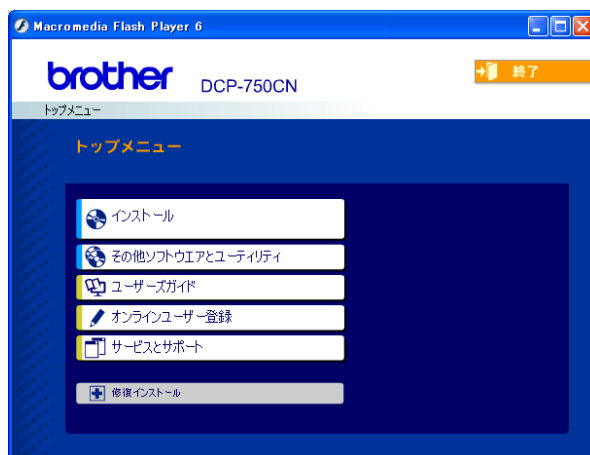 Macromedia Flash Player 6
brother DCP-750CN
終了
トップメニュー
トップメニュー
インストール
その他ソフトウエアとユーティリティ
ユーザーズガイド
オンラインユーザー登録
サービスとサポート
修復インストール